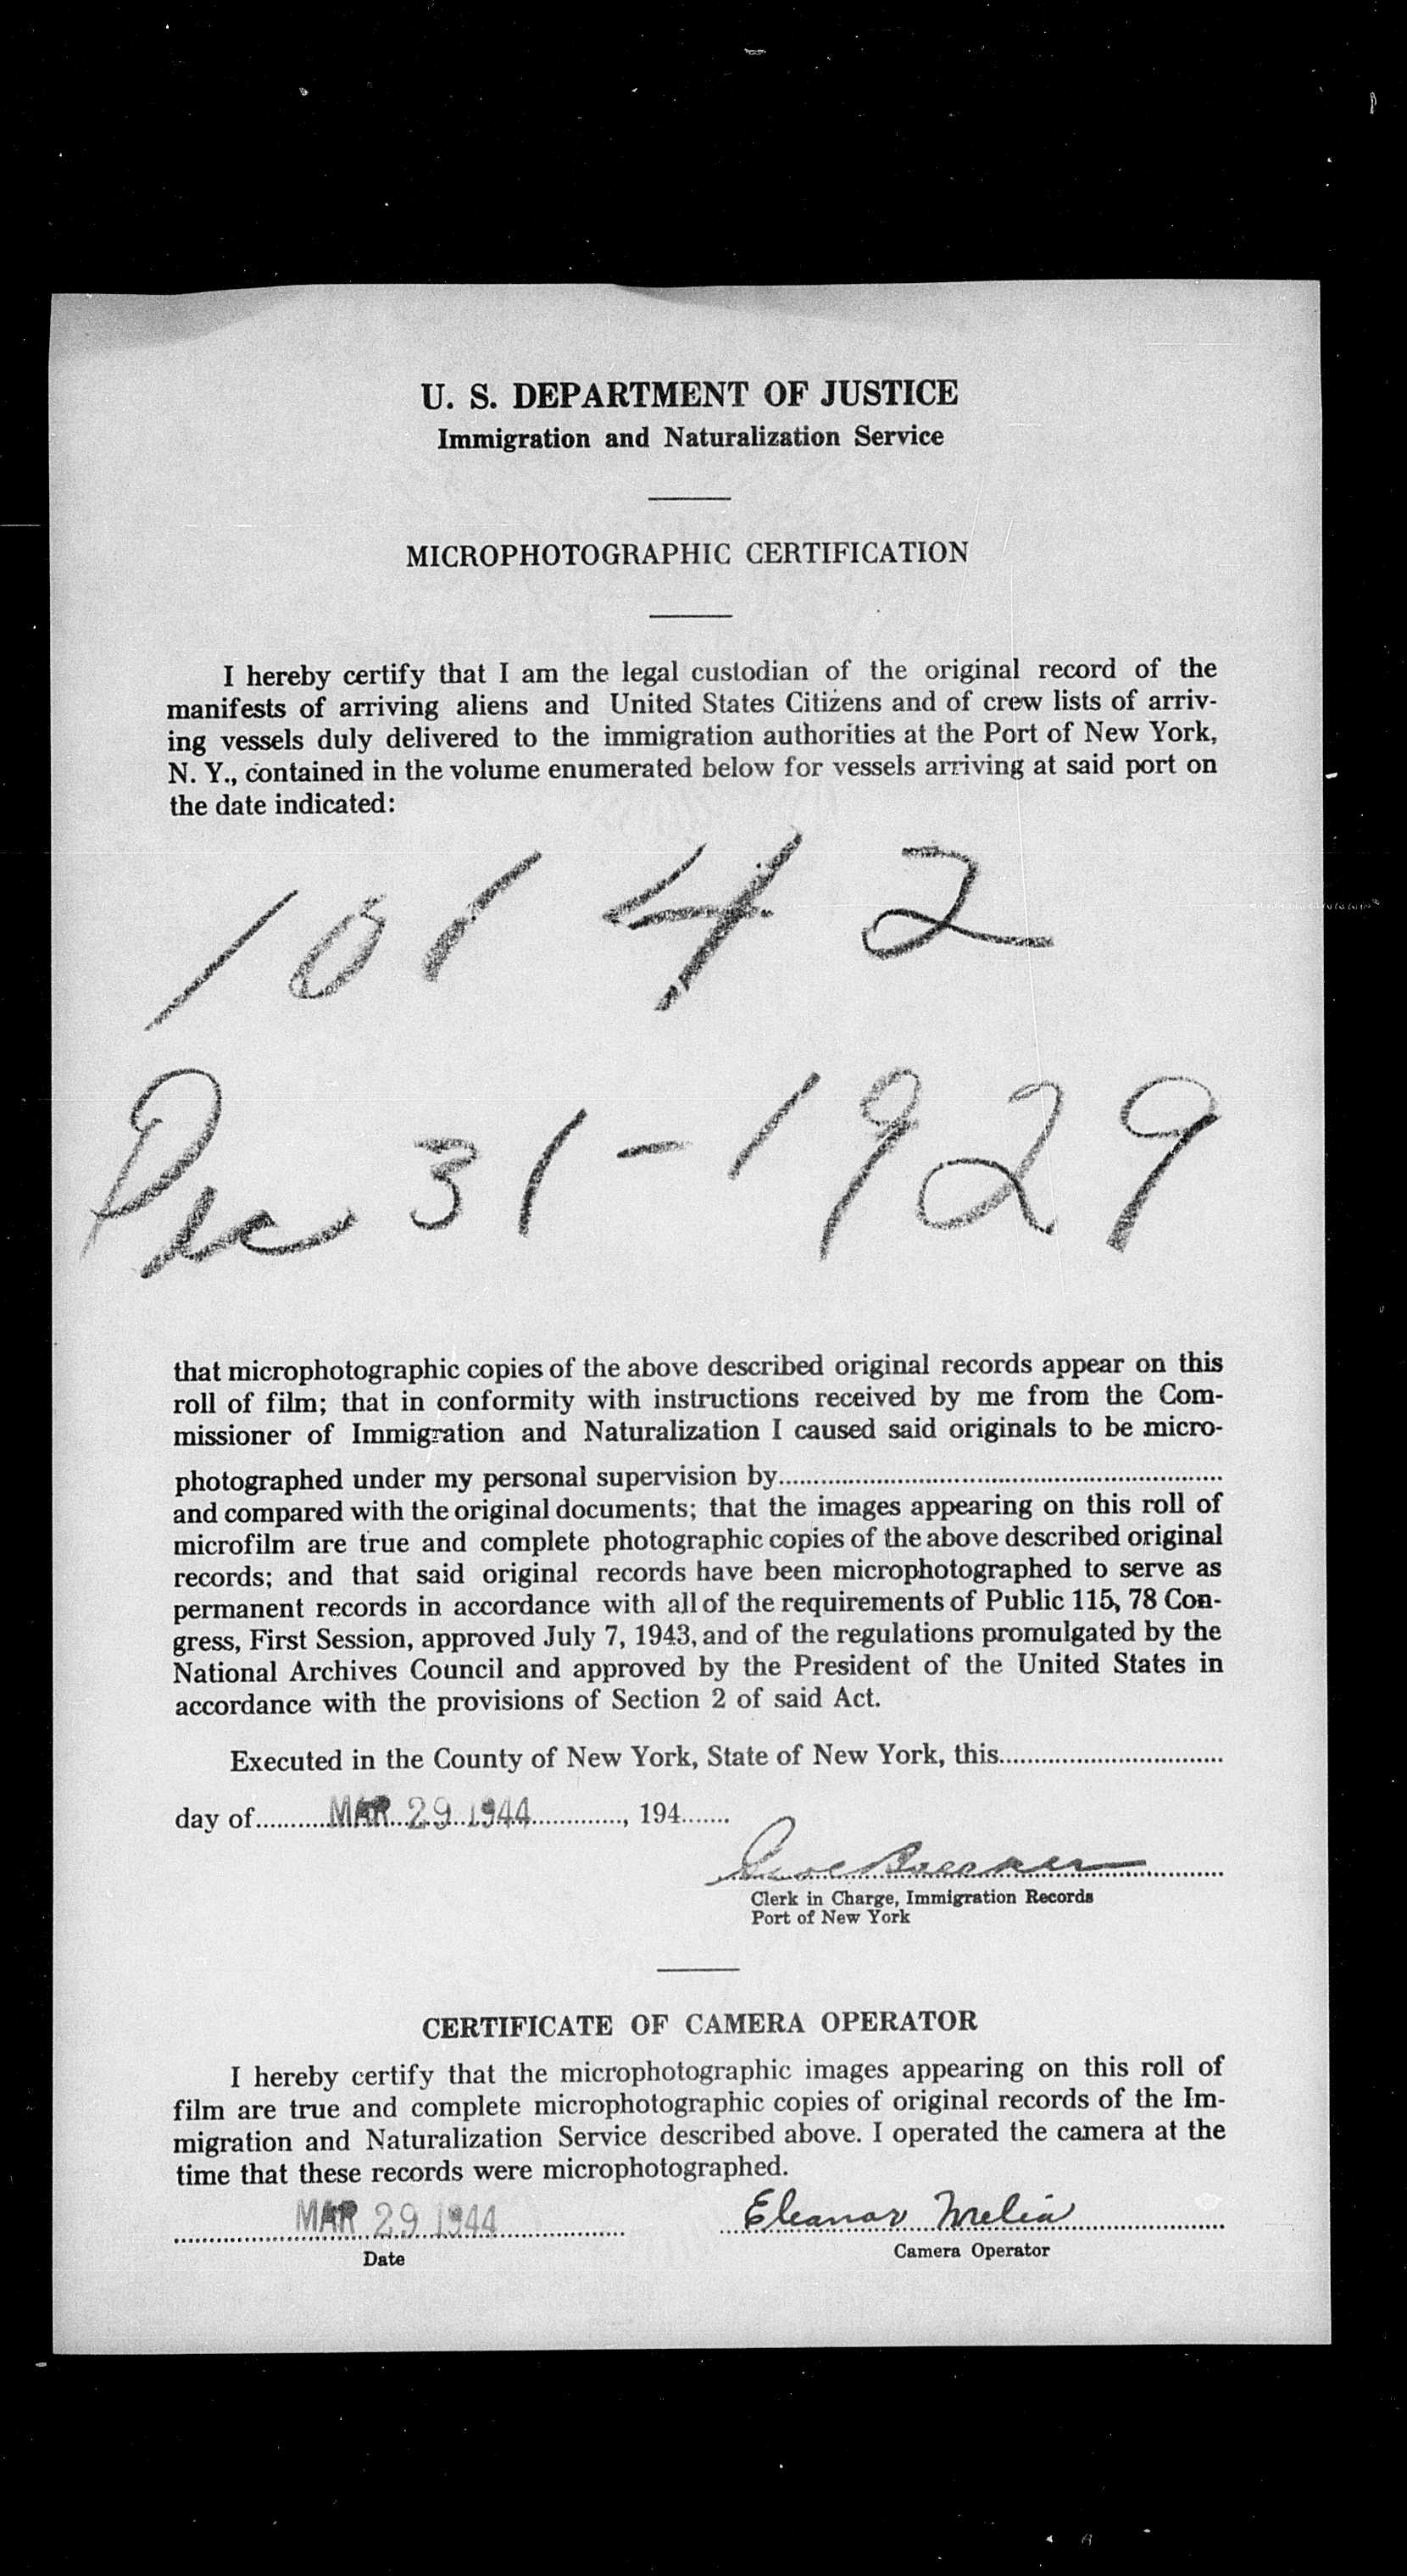 U. S. DEPARTMENT OF JUSTICE
Immigration and Naturalization Service
MICROPHOTOGRAPHIC CERTIFICATION
I hereby certify that I am the legal custodian of the original record of the
manifests of arriving aliens and United States Citizens and of crew lists of arriv-
ing vessels duly delivered to the immigration authorities at the Port of New York,
N. Y., contained in the volume enumerated below for vessels arriving at said port on
the date indicated:
10142
Dec 31-1929
that microphotographic copies of the above described original records appear on this
roll of film; that in conformity with instructions received by me from the Com-
missioner of Immigration and Naturalization I caused said originals to be micro-
photographed under my personal supervision by
and compared with the original documents; that the images appearing on this roll of
microfilm are true and complete photographic copies of the above described original
records; and that said original records have been microphotographed to serve as
permanent records in accordance with all of the requirements of Public 115, 78 Con-
gress, First Session, approved July 7, 1943, and of the regulations promulgated by the
National Archives Council and approved by the President of the United States in
accordance with the provisions of Section 2 of said Act.
Executed in the County of New York, State of New York, this
day of MAR 29 1944, 194
Clerk in Charge, Immigration Records
Port of New York
CERTIFICATE OF CAMERA OPERATOR
I hereby certify that the microphotographic images appearing on this roll of
film are true and complete microphotographic copies of original records of the Im-
migration and Naturalization Service described above. I operated the camera at the
time that these records were microphotographed.
MAR 29 1944 Eleanor Melia
Date Camera Operator